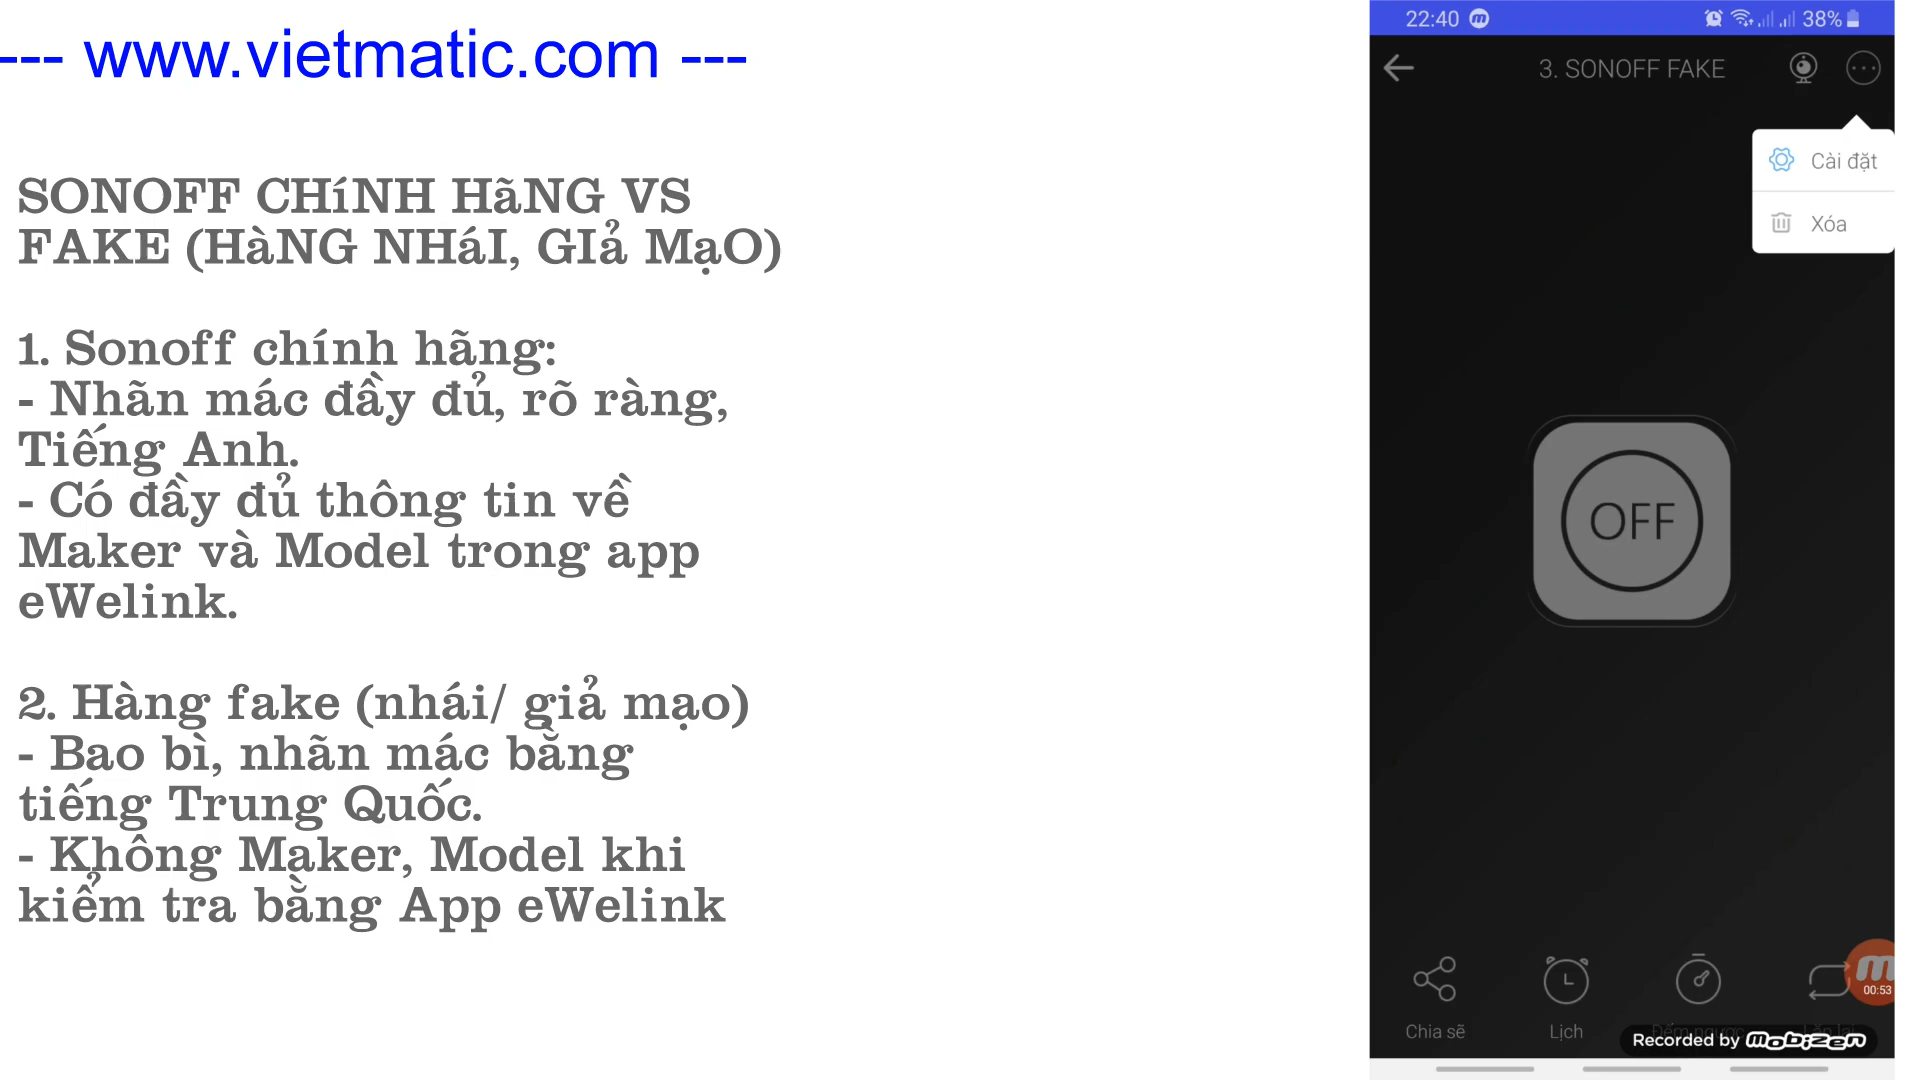 --- www.vietmatic.com ---
SONOFF CHíNH HãNG VS
FAKE (HàNG NHáI, GIả MạO)
1. Sonoff chính hãng:
- Nhãn mác đầy đủ, rõ ràng,
Tiếng Anh.
- Có đầy đủ thông tin về
Maker và Model trong app
eWelink.
2. Hàng fake (nhái/ giả mạo)
- Bao bì, nhãn mác bằng
tiếng Trung Quốc.
- Không Maker, Model khi
kiểm tra bằng App eWelink
22:40
38%
3. SONOFF FAKE
Cài đặt
Xóa
OFF
00:53
Chia sẽ
Lịch
Recorded by mobizen